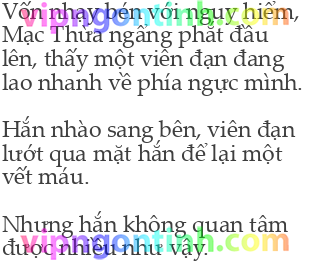 Vốn nhạy bén với nguy hiểm,
Mạc Thừa ngẩng phắt đầu
lên, thấy một viên đạn đang
lao nhanh về phía ngực mình.
Hắn nhào sang bên, viên đạn
lướt qua mặt hắn để lại một
vết máu.
Nhưng hắn không quan tâm
được nhiều như vậy.
vipngontinh.com
vipngontinh.com